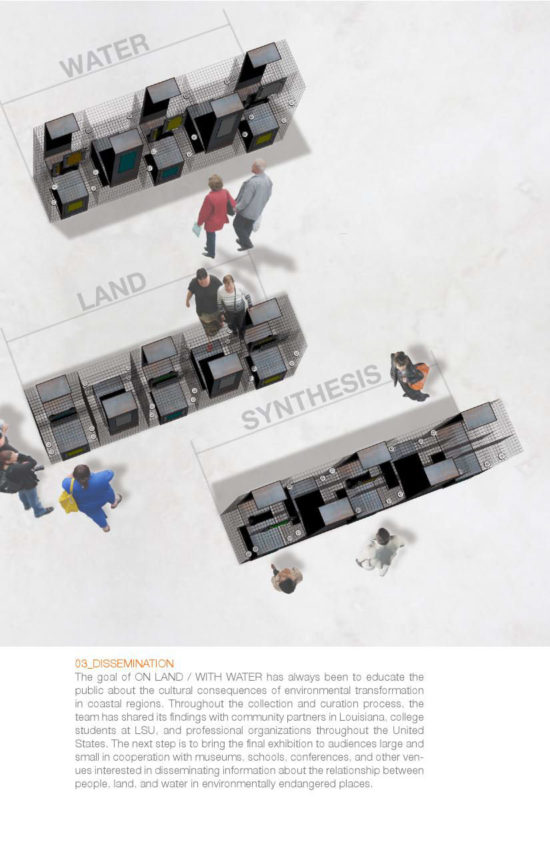 WATER
LAND
SYNTHESIS
03_DISSEMINATION
The goal of ON LAND / WITH WATER has always been to educate the
public about the cultural consequences of environmental transformation
in coastal regions. Throughout the collection and curation process, the
team has shared its findings with community partners in Louisiana, college
students at LSU, and professional organizations throughout the United
States. The next step is to bring the final exhibition to audiences large and
small in cooperation with museums, schools, conferences, and other ven-
ues interested in disseminating information about the relationship between
people, land, and water in environmentally endangered places.